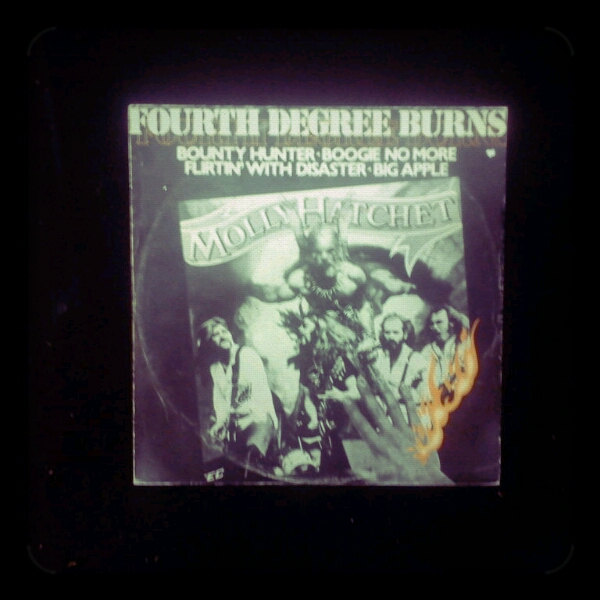 FOURTH DEGREE BURNS
BOUNTY HUNTER · BOOGIE NO MORE
FLIRTIN' WITH DISASTER · BIG APPLE
MOLLY HATCHET